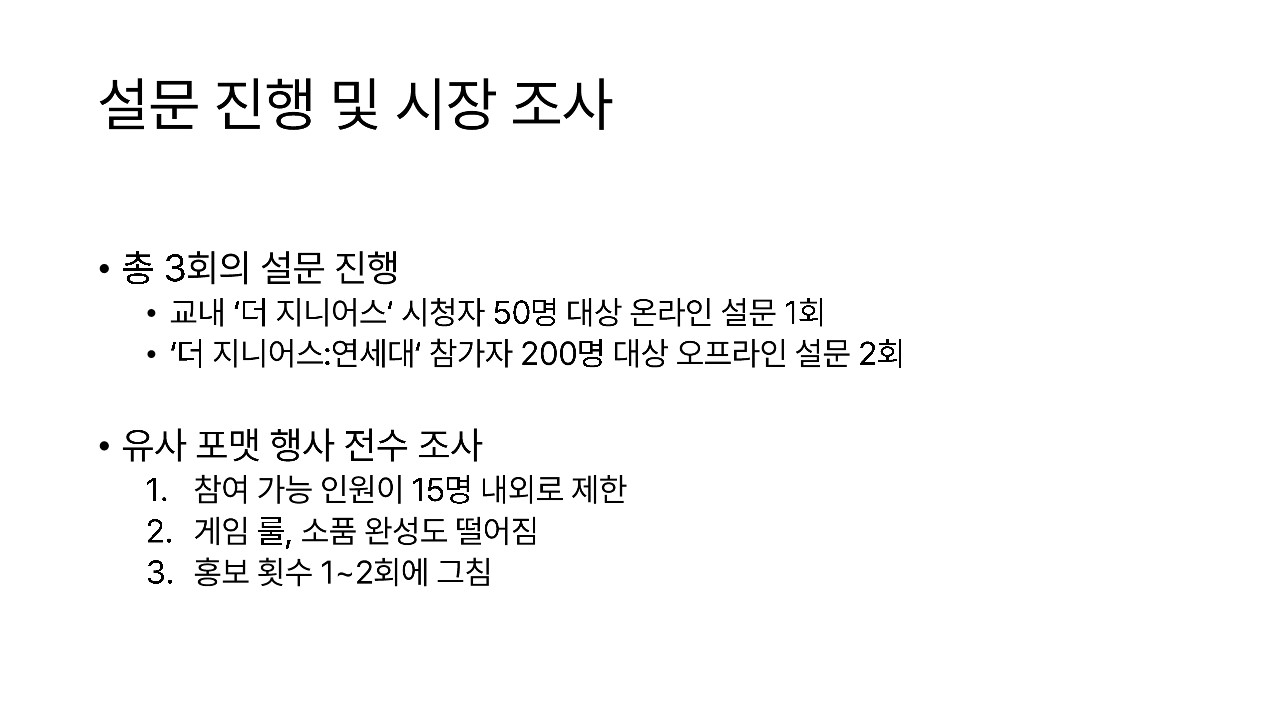 설문 진행 및 시장 조사
• 총 3회의 설문 진행
• 교내 ‘더 지니어스‘ 시청자 50명 대상 온라인 설문 1회
• ‘더 지니어스:연세대‘ 참가자 200명 대상 오프라인 설문 2회
• 유사 포맷 행사 전수 조사
1. 참여 가능 인원이 15명 내외로 제한
2. 게임 룰, 소품 완성도 떨어짐
3. 홍보 횟수 1~2회에 그침